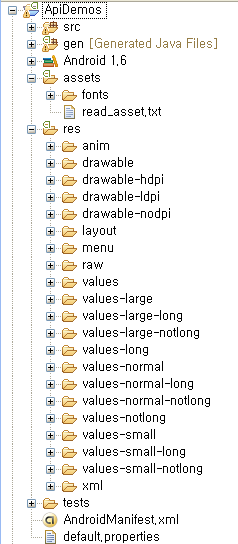 ApiDemos
src
gen [Generated Java Files]
Android 1,6
assets
fonts
read_asset,txt
res
anim
drawable
drawable-hdpi
drawable-ldpi
drawable-nodpi
layout
menu
raw
values
values-large
values-large-long
values-large-notlong
values-long
values-normal
values-normal-long
values-normal-notlong
values-notlong
values-small
values-small-long
values-small-notlong
xml
tests
AndroidManifest,xml
default,properties